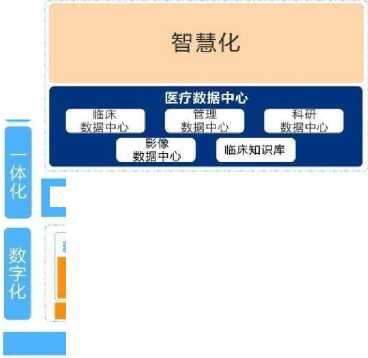 智慧化
医疗数据中心
临床
数据中心
管理
数据中心
科研
数据中心
影像
数据中心
临床知识库
一体化
数字化